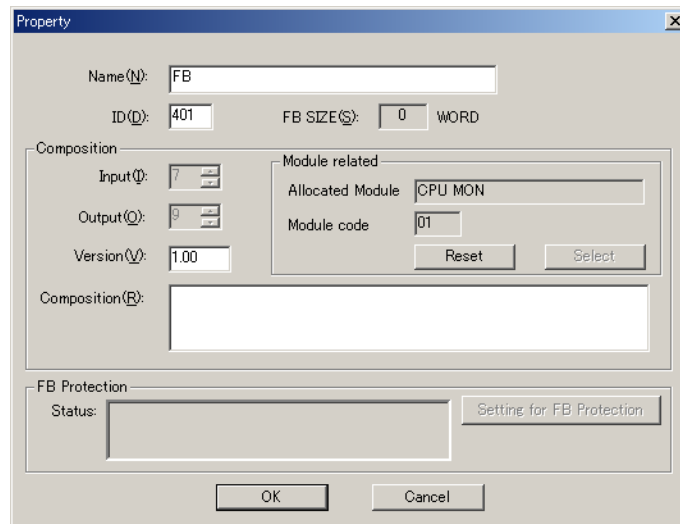 Property
Name(N): FB
ID(D): 401 FB SIZE(S): 0 WORD
Composition
Input(I): 7
Output(O): 9
Version(V): 1.00
Module related
Allocated Module CPU MON
Module code 01
Reset Select
Composition(R):
FB Protection
Status:
Setting for FB Protection
OK Cancel